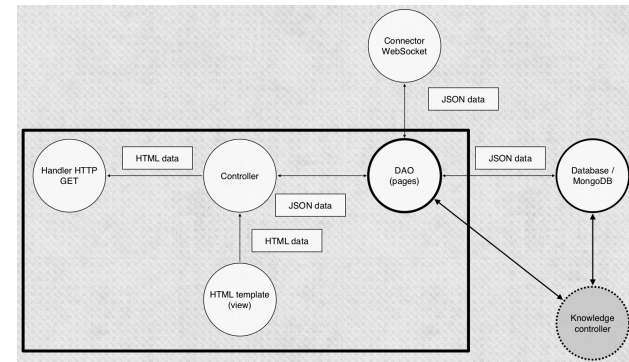 Connector
WebSocket
JSON data
Handler HTTP
GET
HTML data
Controller
JSON data
DAO
(pages)
JSON data
Database /
MongoDB
HTML data
HTML template
(view)
Knowledge
controller